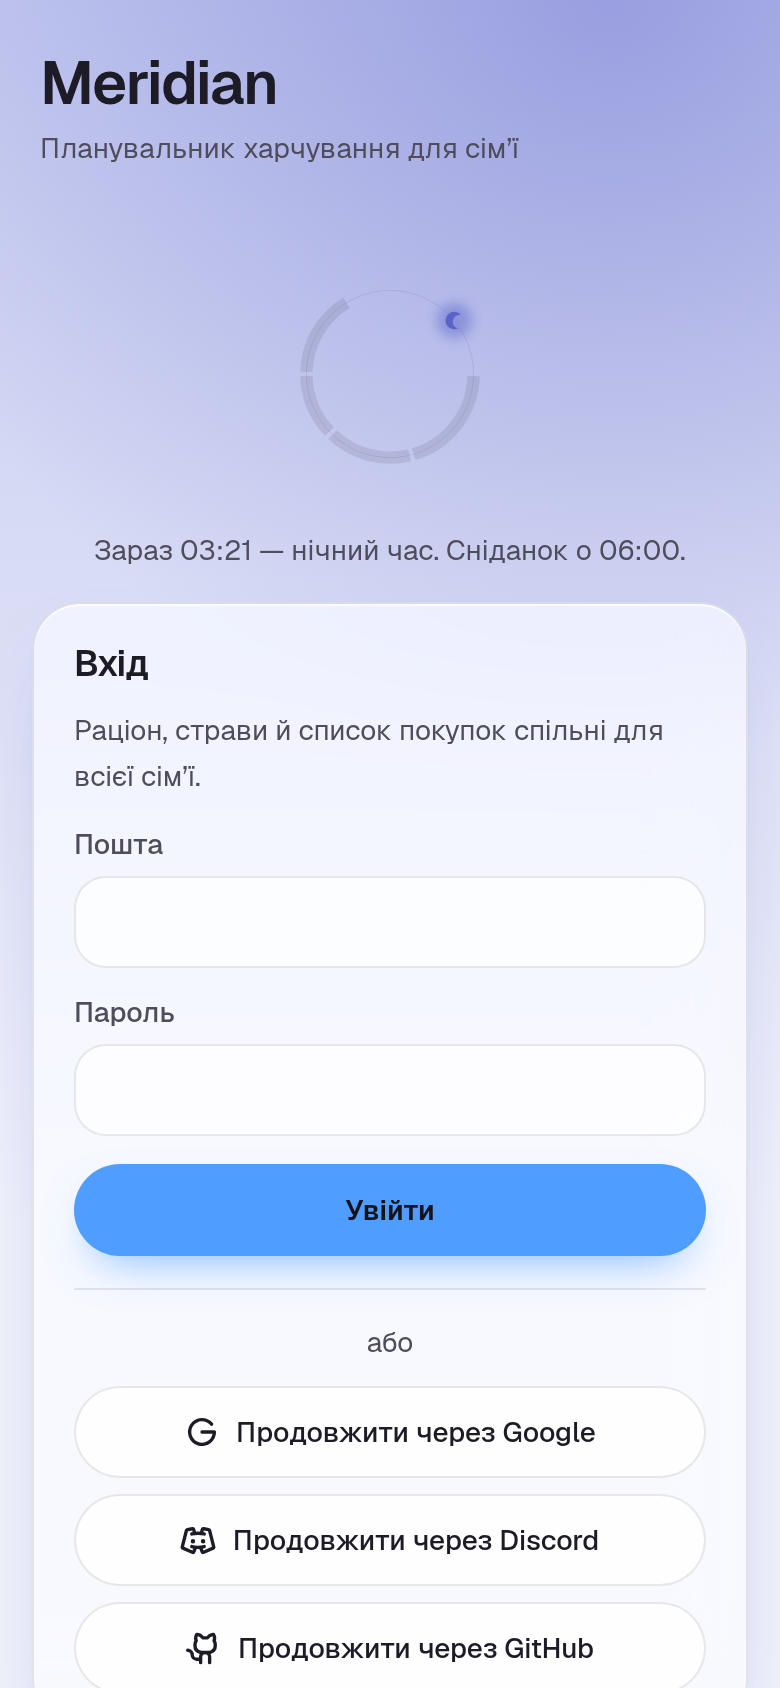 Meridian
Планувальник харчування для сім’ї
Зараз 03:21 — нічний час. Сніданок о 06:00.
Вхід
Раціон, страви й список покупок спільні для
всієї сім’ї.
Пошта
Пароль
Увійти
або
Продовжити через Google
Продовжити через Discord
Продовжити через GitHub